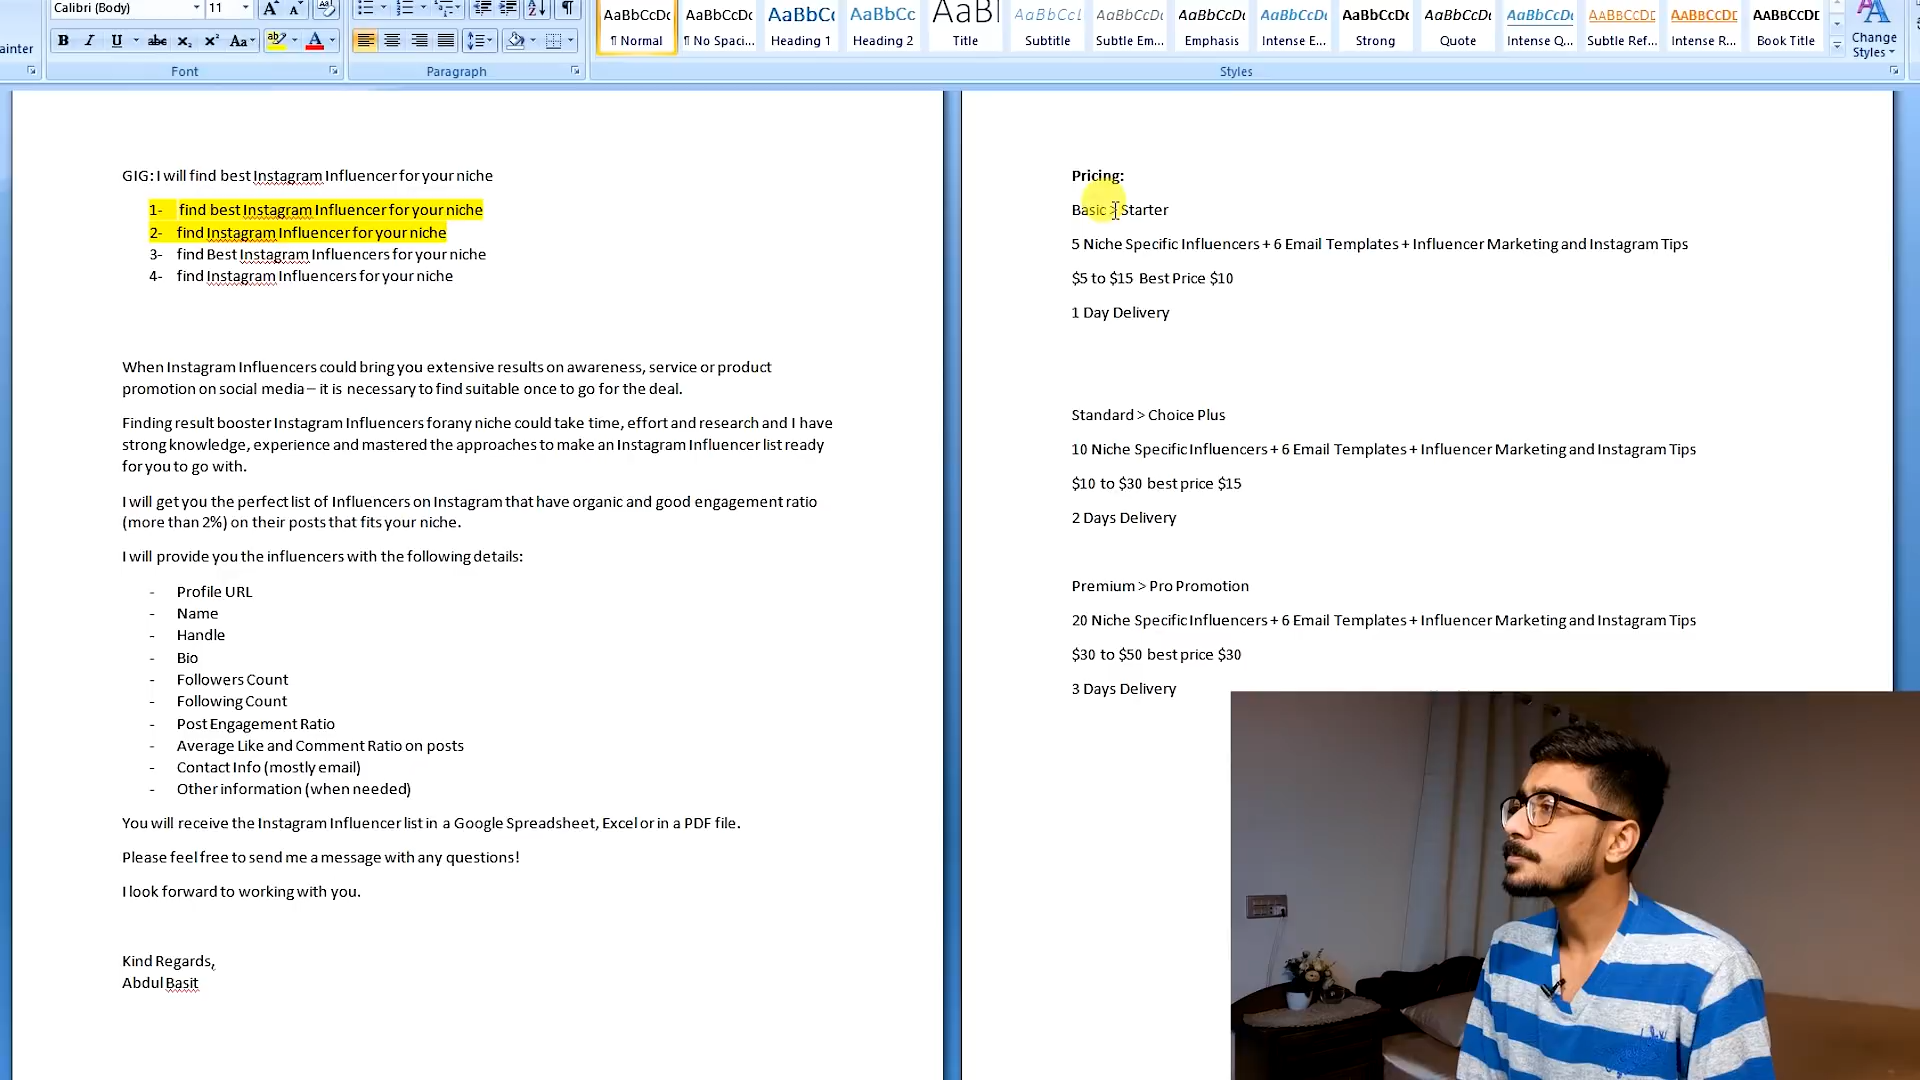 Calibri (Body) 11 A A
ainter
B I U abc X₂ X² Aa ab A
Font
Paragraph
AaBbCcDc AaBbCcDc AaBbC AaBbCc AaBl AaBbCcL AaBbCcDt AaBbCcDt AaBbCcDt AaBbCcDc AaBbCcDt AaBbCcDt AABBCCDC AABBCCDC AABBCCDC
¶ Normal ¶ No Spaci... Heading 1 Heading 2 Title Subtitle Subtle Em... Emphasis Intense E... Strong Quote Intense Q... Subtle Ref... Intense R... Book Title
Change
Styles
Styles
GIG: I will find best Instagram Influencer for your niche
1- find best Instagram Influencer for your niche
2- find Instagram Influencer for your niche
3- find Best Instagram Influencers for your niche
4- find Instagram Influencers for your niche
When Instagram Influencers could bring you extensive results on awareness, service or product
promotion on social media – it is necessary to find suitable once to go for the deal.
Finding result booster Instagram Influencers forany niche could take time, effort and research and I have
strong knowledge, experience and mastered the approaches to make an Instagram Influencer list ready
for you to go with.
I will get you the perfect list of Influencers on Instagram that have organic and good engagement ratio
(more than 2%) on their posts that fits your niche.
I will provide you the influencers with the following details:
- Profile URL
- Name
- Handle
- Bio
- Followers Count
- Following Count
- Post Engagement Ratio
- Average Like and Comment Ratio on posts
- Contact Info (mostly email)
- Other information (when needed)
You will receive the Instagram Influencer list in a Google Spreadsheet, Excel or in a PDF file.
Please feel free to send me a message with any questions!
I look forward to working with you.
Kind Regards,
Abdul Basit
Pricing:
Basic > Starter
5 Niche Specific Influencers + 6 Email Templates + Influencer Marketing and Instagram Tips
$5 to $15 Best Price $10
1 Day Delivery
Standard > Choice Plus
10 Niche Specific Influencers + 6 Email Templates + Influencer Marketing and Instagram Tips
$10 to $30 best price $15
2 Days Delivery
Premium > Pro Promotion
20 Niche Specific Influencers + 6 Email Templates + Influencer Marketing and Instagram Tips
$30 to $50 best price $30
3 Days Delivery